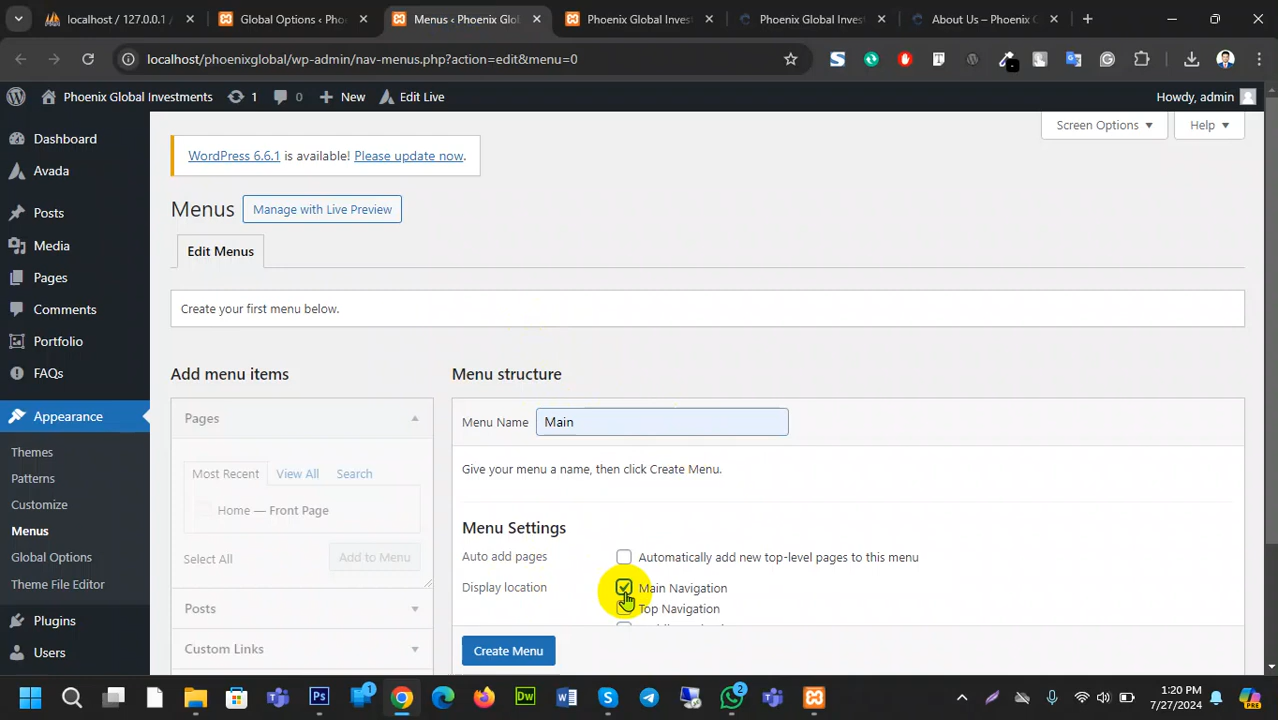 localhost / 127.0.0.1 /
Global Options ‹ Pho
Menus ‹ Phoenix Glo
Phoenix Global Invest
Phoenix Global Invest
About Us – Phoenix G
localhost/phoenixglobal/wp-admin/nav-menus.php?action=edit&menu=0
Phoenix Global Investments
1
0
New
Edit Live
Howdy, admin
Dashboard
Avada
Posts
Media
Pages
Comments
Portfolio
FAQs
Appearance
Themes
Patterns
Customize
Menus
Global Options
Theme File Editor
Plugins
Users
Screen Options
Help
WordPress 6.6.1 is available! Please update now.
Menus
Manage with Live Preview
Edit Menus
Create your first menu below.
Add menu items
Pages
Most Recent
View All
Search
Home — Front Page
Select All
Add to Menu
Posts
Custom Links
Menu structure
Menu Name
Main
Give your menu a name, then click Create Menu.
Menu Settings
Auto add pages
Automatically add new top-level pages to this menu
Display location
Main Navigation
Top Navigation
Create Menu
1:20 PM
7/27/2024